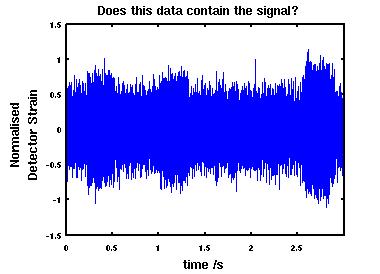 Does this data contain the signal?
1.5
1
0.5
0
-0.5
-1
-1.5
Normalised
Detector Strain
0 0.5 1 1.5 2 2.5
time /s